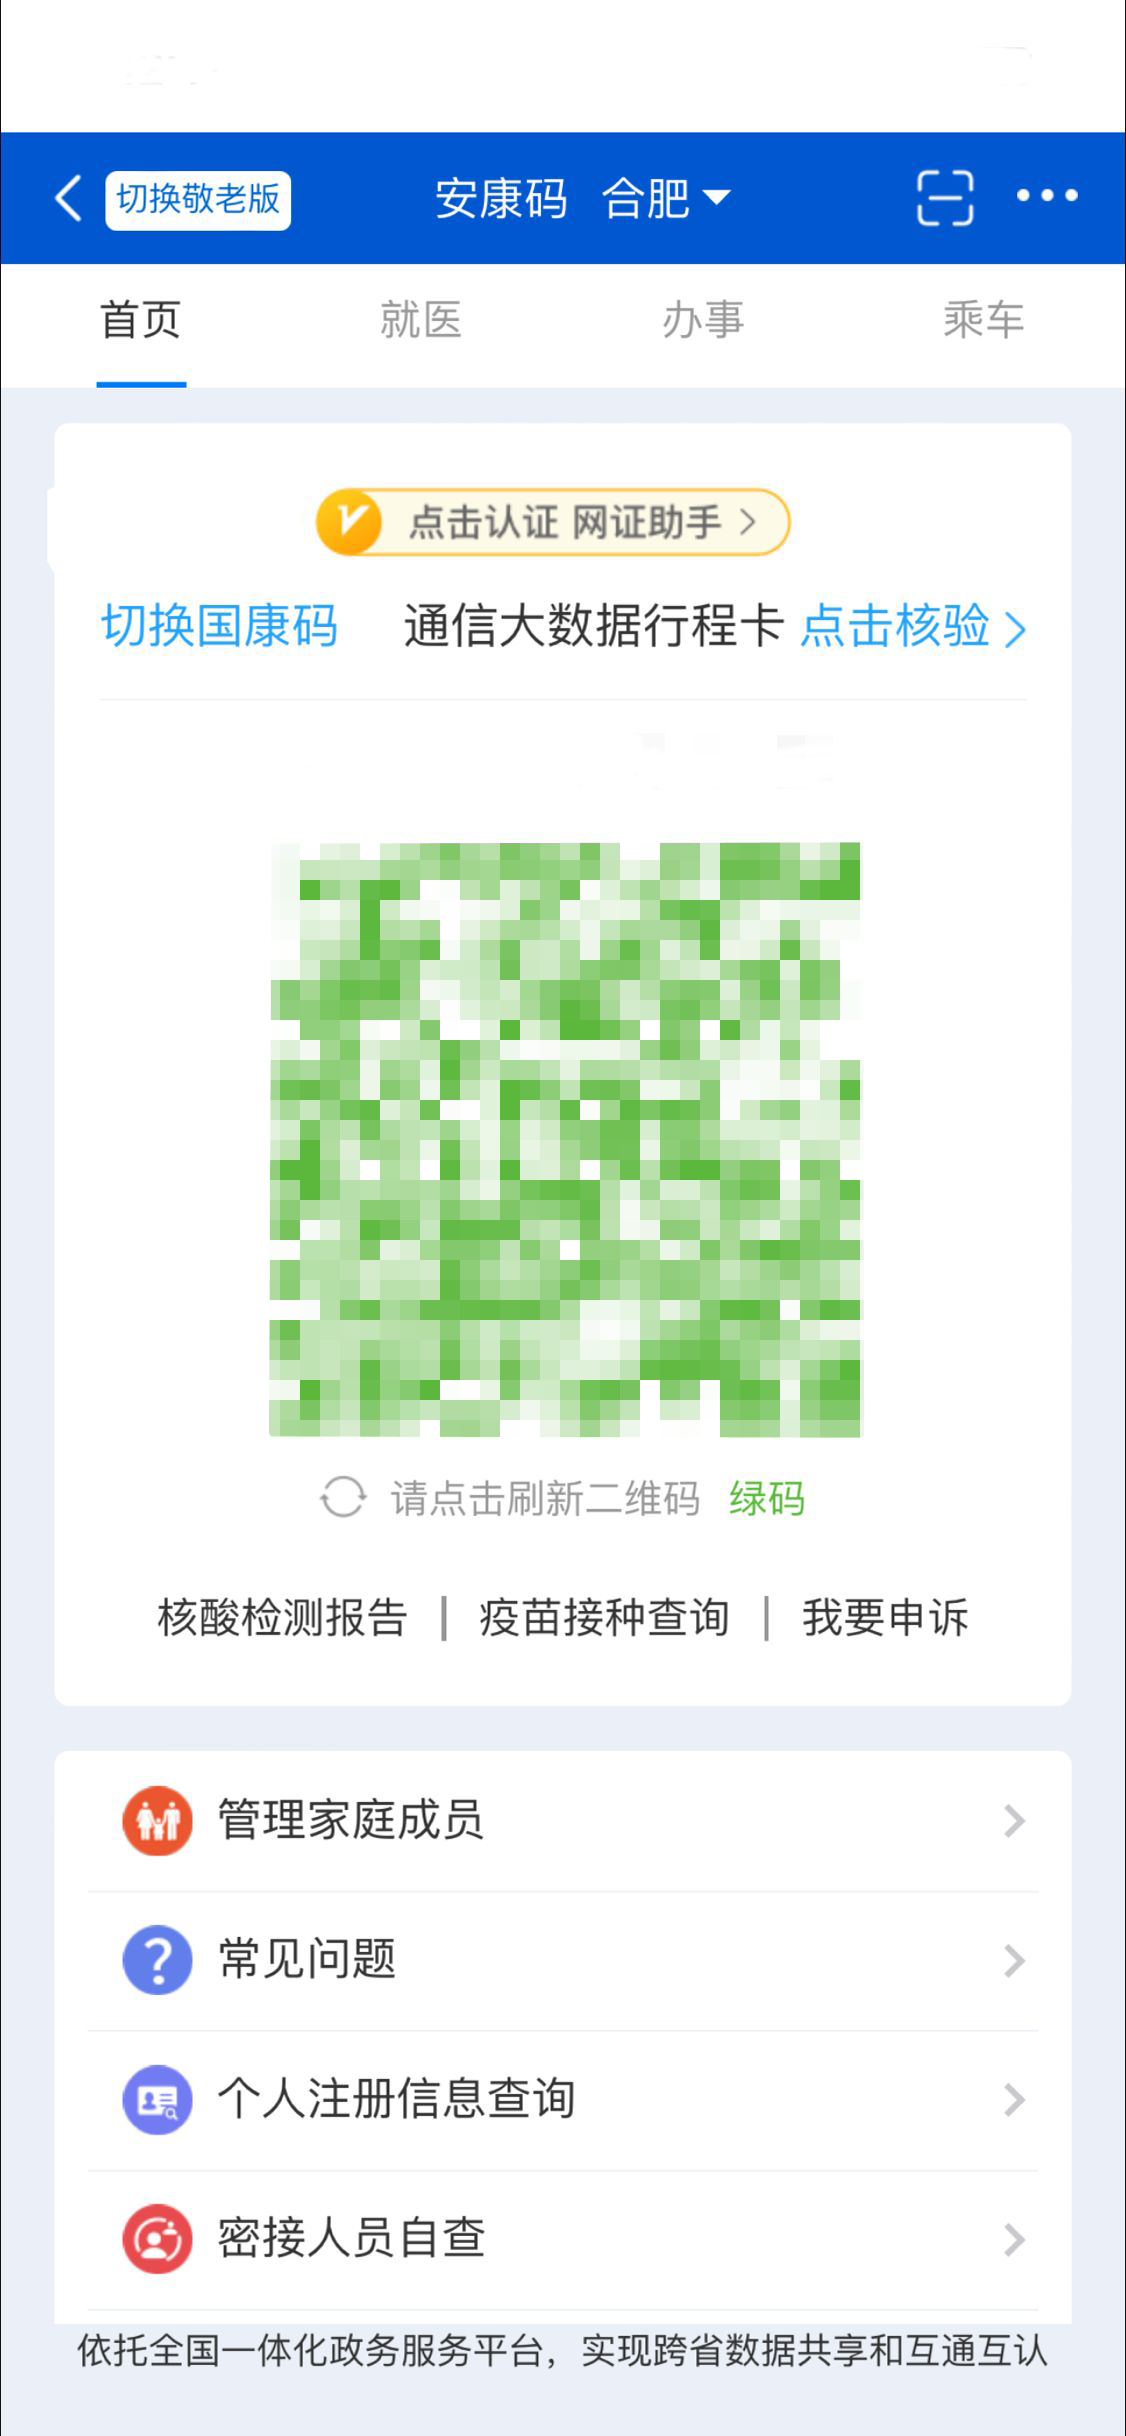 切换敬老版 安康码 合肥
首页 就医 办事 乘车
点击认证 网证助手
切换国康码 通信大数据行程卡 点击核验
请点击刷新二维码 绿码
核酸检测报告 | 疫苗接种查询 | 我要申诉
管理家庭成员
常见问题
个人注册信息查询
密接人员自查
依托全国一体化政务服务平台，实现跨省数据共享和互通互认